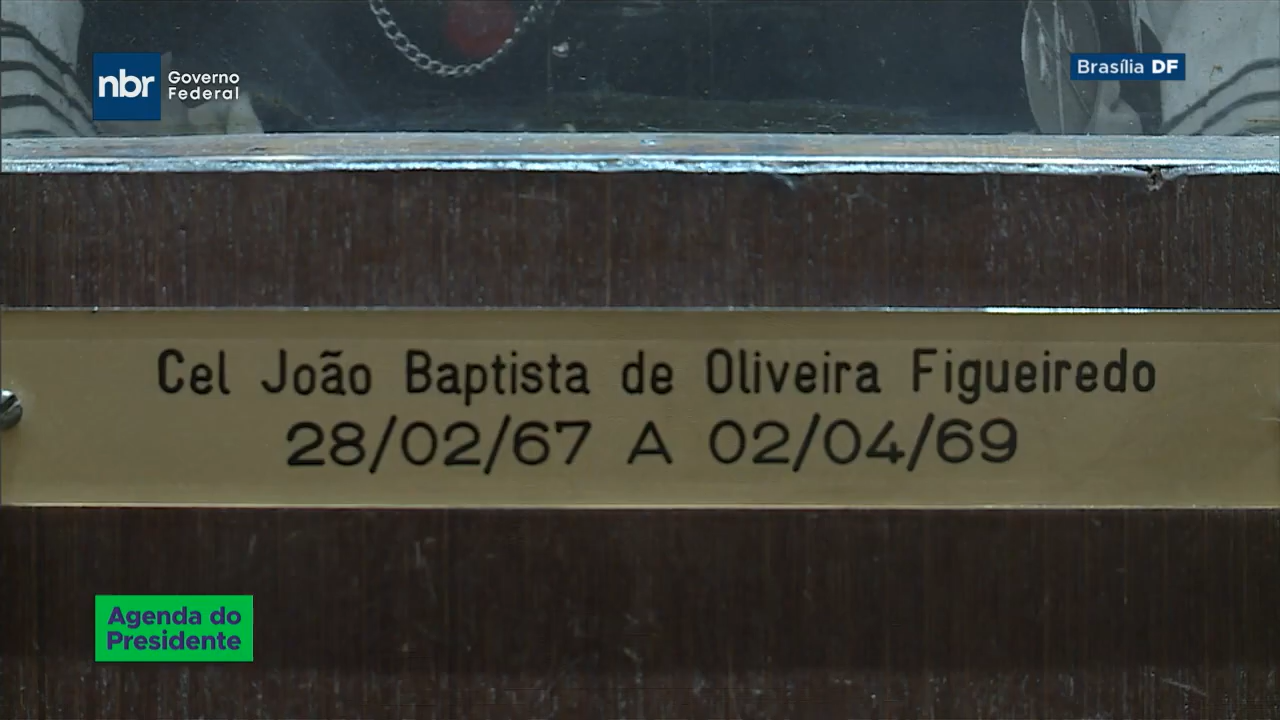 nbr
Governo
Federal
Brasília DF
Cel João Baptista de Oliveira Figueiredo
28/02/67 A 02/04/69
Agenda do
Presidente